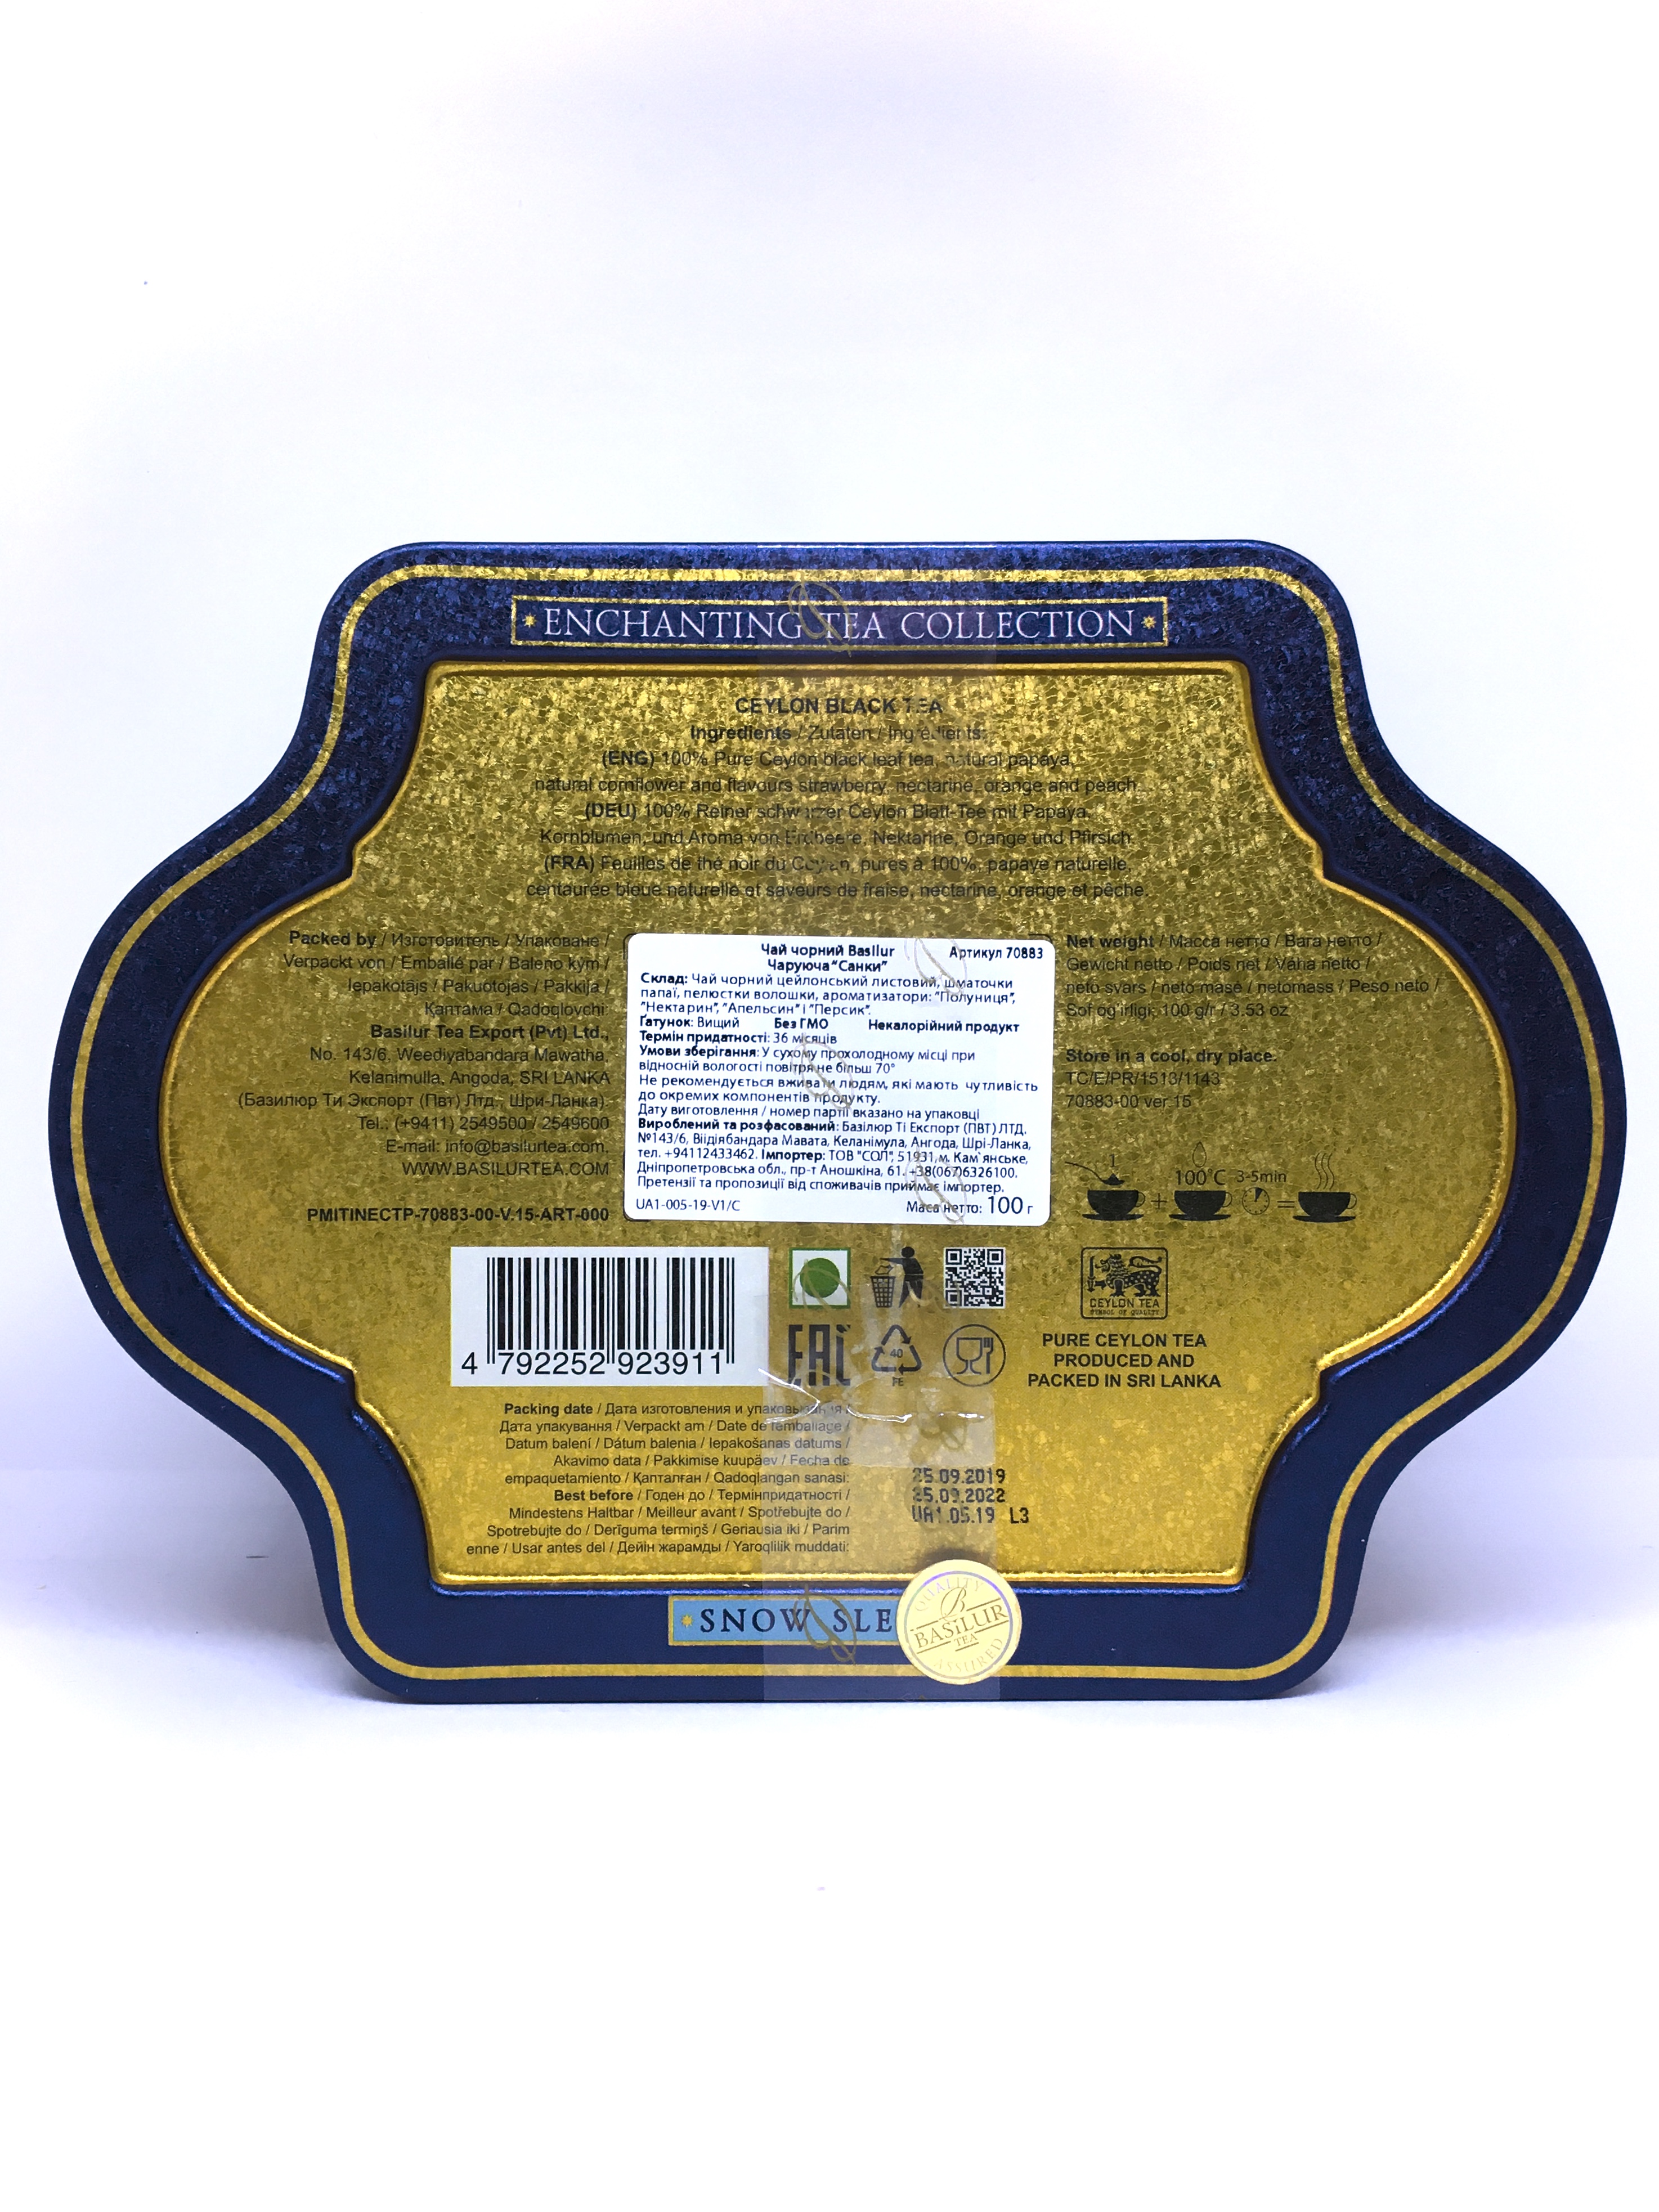 ENCHANTING TEA COLLECTION
CEYLON BLACK TEA
Ingredients / Zutaten / Ingrédients:
(ENG) 100% Pure Ceylon black leaf tea, natural papaya,
natural cornflower and flavours strawberry, nectarine, orange and peach.
(DEU) 100% Reiner schwarzer Ceylon Blatt-Tee mit Papaya,
Kornblumen, und Aroma von Erdbeere, Nektarine, Orange und Pfirsich.
(FRA) Feuilles de thé noir du Ceylan, pures à 100%, papaye naturelle,
centaurée bleue naturelle et saveurs de fraise, nectarine, orange et pêche.
Packed by / Изготовитель / Упаковане /
Verpackt von / Emballé par / Baleno kým /
Iepakotājs / Pakuotojas / Pakkija /
Қаптама / Qadoqlovchi:
Basilur Tea Export (Pvt) Ltd.,
No. 143/6, Weediyabandara Mawatha,
Kelanimulla, Angoda, SRI LANKA
(Базилюр Ти Экспорт (Пвт) Лтд., Шри-Ланка).
Tel.: (+9411) 2549500 / 2549600
E-mail: info@basilurtea.com.
WWW.BASILURTEA.COM
PMITINECTP-70883-00-V.15-ART-000
Чай чорний Basilur Артикул 70883
Чаруюча "Санки"
Склад: Чай чорний цейлонський листовий, шматочки
папаї, пелюстки волошки, ароматизатори: "Полуниця",
"Нектарин", "Апельсин" і "Персик".
Ґатунок: Вищий Без ГМО Некалорійний продукт
Термін придатності: 36 місяців
Умови зберігання: У сухому прохолодному місці при
відносній вологості повітря не більш 70°
Не рекомендується вживати людям, які мають чутливість
до окремих компонентів продукту.
Дату виготовлення / номер партії вказано на упаковці
Вироблений та розфасований: Базілюр Ті Експорт (ПВТ) ЛТД,
№143/6, Віідіябандара Мавата, Келанімула, Ангода, Шрі-Ланка,
тел. +94112433462. Імпортер: ТОВ "СОЛ", 51931,м. Кам`янське,
Дніпропетровська обл., пр-т Аношкіна, 61. +38(067)6326100.
Претензії та пропозиції від споживачів приймає імпортер.
UA1-005-19-V1/C Маса нетто: 100 г
Net weight / Масса нетто / Вага нетто /
Gewicht netto / Poids net / Váha netto /
neto svars / neto masė / netomass / Peso neto /
Sof og'irligi: 100 g/г / 3.53 oz
Store in a cool, dry place.
TC/E/PR/1513/1143
70883-00 ver.15
1
+ 100°C 3-5min =
4 792252 923911
EAC
40
FE
CEYLON TEA
SYMBOL OF QUALITY
PURE CEYLON TEA
PRODUCED AND
PACKED IN SRI LANKA
Packing date / Дата изготовления и упаковывания /
Дата упакування / Verpackt am / Date de l'emballage /
Datum balení / Dátum balenia / Iepakošanas datums /
Akavimo data / Pakkimise kuupäev / Fecha de
empaquetamiento / Қапталған / Qadoqlangan sanasi:
Best before / Годен до / Термінпридатності /
Mindestens Haltbar / Meilleur avant / Spotřebujte do /
Spotrebujte do / Derīguma termiņš / Geriausia iki / Parim
enne / Usar antes del / Дейін жарамды / Yaroqlilik muddati:
25.09.2019
25.09.2022
UA1.05.19 L3
SNOW SLE
QUALITY
B
BASILUR
TEA
ASSURED